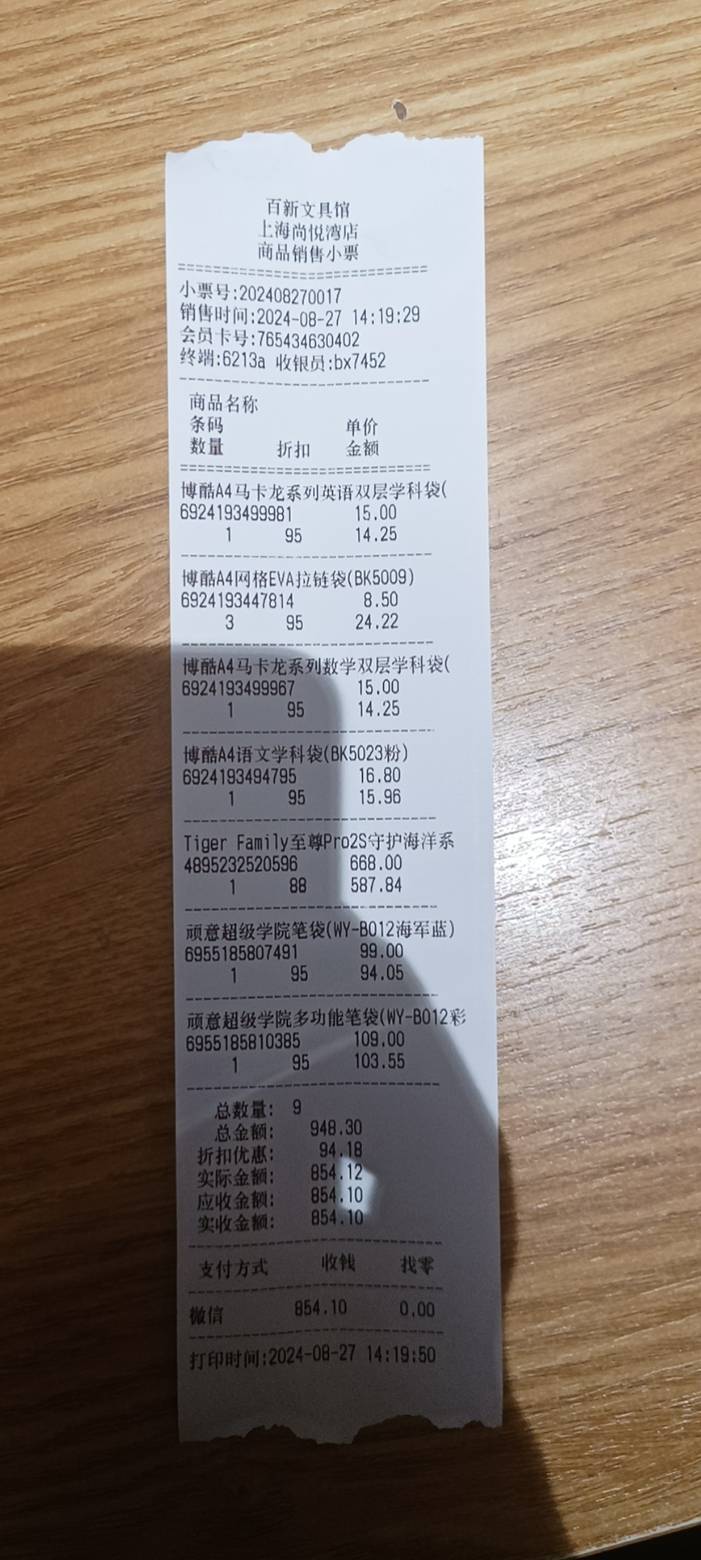 百新文具馆
上海尚悦湾店
商品销售小票
================================
小票号:202408270017
销售时间:2024-08-27 14:19:29
会员卡号:765434630402
终端:6213a 收银员:bx7452
--------------------------------
商品名称
条码 单价
数量 折扣 金额
================================
博酷A4马卡龙系列英语双层学科袋(
6924193499981 15.00
1 95 14.25
--------------------------------
博酷A4网格EVA拉链袋(BK5009)
6924193447814 8.50
3 95 24.22
--------------------------------
博酷A4马卡龙系列数学双层学科袋(
6924193499967 15.00
1 95 14.25
--------------------------------
博酷A4语文学科袋(BK5023粉)
6924193494795 16.80
1 95 15.96
--------------------------------
Tiger Family至尊Pro2S守护海洋系
4895232520596 668.00
1 88 587.84
--------------------------------
顽意超级学院笔袋(WY-B012海军蓝)
6955185807491 99.00
1 95 94.05
--------------------------------
顽意超级学院多功能笔袋(WY-B012彩
6955185810385 109.00
1 95 103.55
--------------------------------
总数量: 9
总金额: 948.30
折扣优惠: 94.18
实际金额: 854.12
应收金额: 854.10
实收金额: 854.10
--------------------------------
支付方式 收钱 找零
--------------------------------
微信 854.10 0.00
--------------------------------
打印时间:2024-08-27 14:19:50